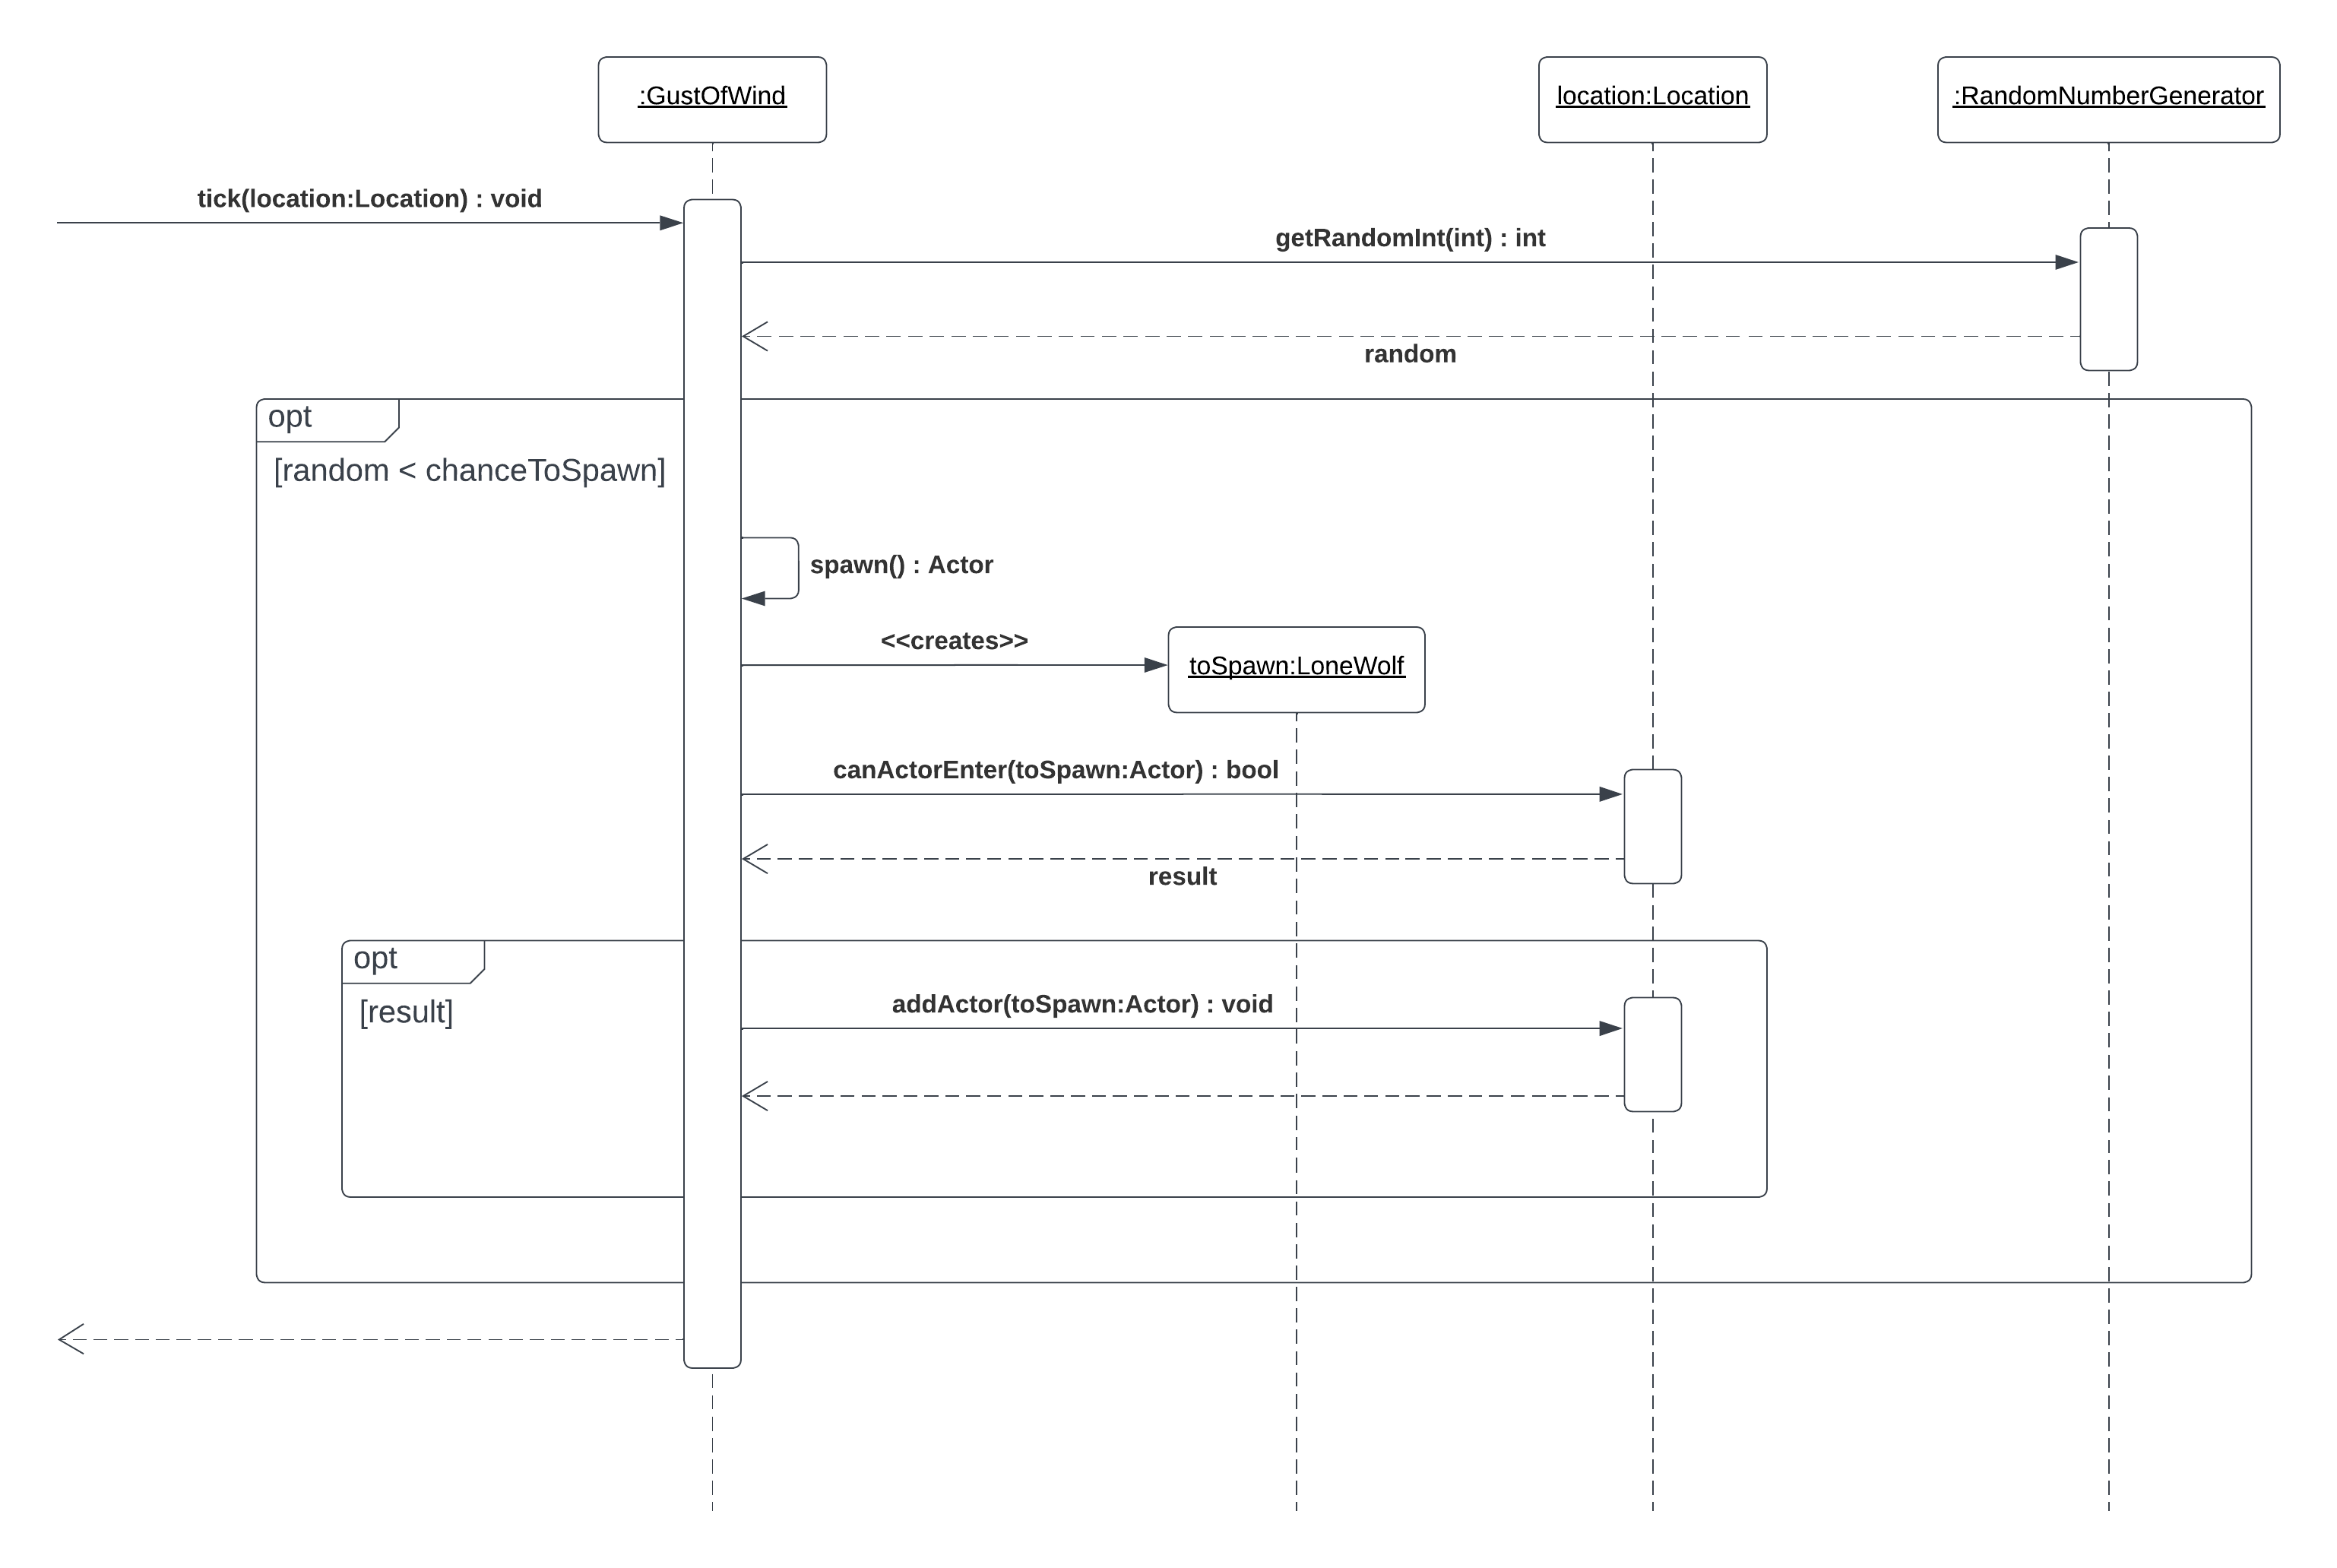 :GustOfWind
location:Location
:RandomNumberGenerator
tick(location:Location) : void
getRandomInt(int) : int
random
opt
[random < chanceToSpawn]
spawn() : Actor
<<creates>>
toSpawn:LoneWolf
canActorEnter(toSpawn:Actor) : bool
result
opt
[result]
addActor(toSpawn:Actor) : void